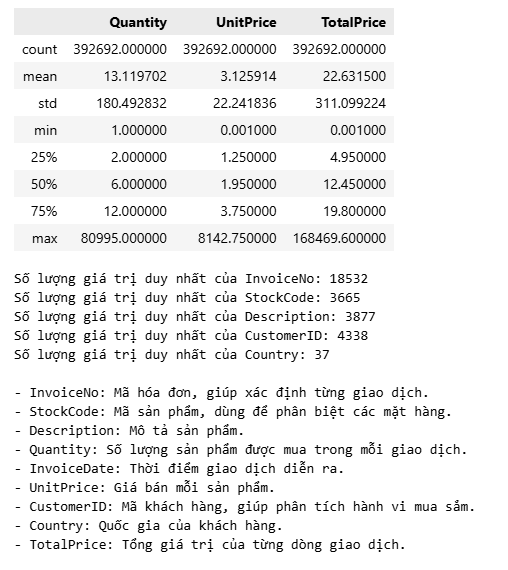 Quantity UnitPrice TotalPrice
count 392692.000000 392692.000000 392692.000000
mean 13.119702 3.125914 22.631500
std 180.492832 22.241836 311.099224
min 1.000000 0.001000 0.001000
25% 2.000000 1.250000 4.950000
50% 6.000000 1.950000 12.450000
75% 12.000000 3.750000 19.800000
max 80995.000000 8142.750000 168469.600000
Số lượng giá trị duy nhất của InvoiceNo: 18532
Số lượng giá trị duy nhất của StockCode: 3665
Số lượng giá trị duy nhất của Description: 3877
Số lượng giá trị duy nhất của CustomerID: 4338
Số lượng giá trị duy nhất của Country: 37
- InvoiceNo: Mã hóa đơn, giúp xác định từng giao dịch.
- StockCode: Mã sản phẩm, dùng để phân biệt các mặt hàng.
- Description: Mô tả sản phẩm.
- Quantity: Số lượng sản phẩm được mua trong mỗi giao dịch.
- InvoiceDate: Thời điểm giao dịch diễn ra.
- UnitPrice: Giá bán mỗi sản phẩm.
- CustomerID: Mã khách hàng, giúp phân tích hành vi mua sắm.
- Country: Quốc gia của khách hàng.
- TotalPrice: Tổng giá trị của từng dòng giao dịch.